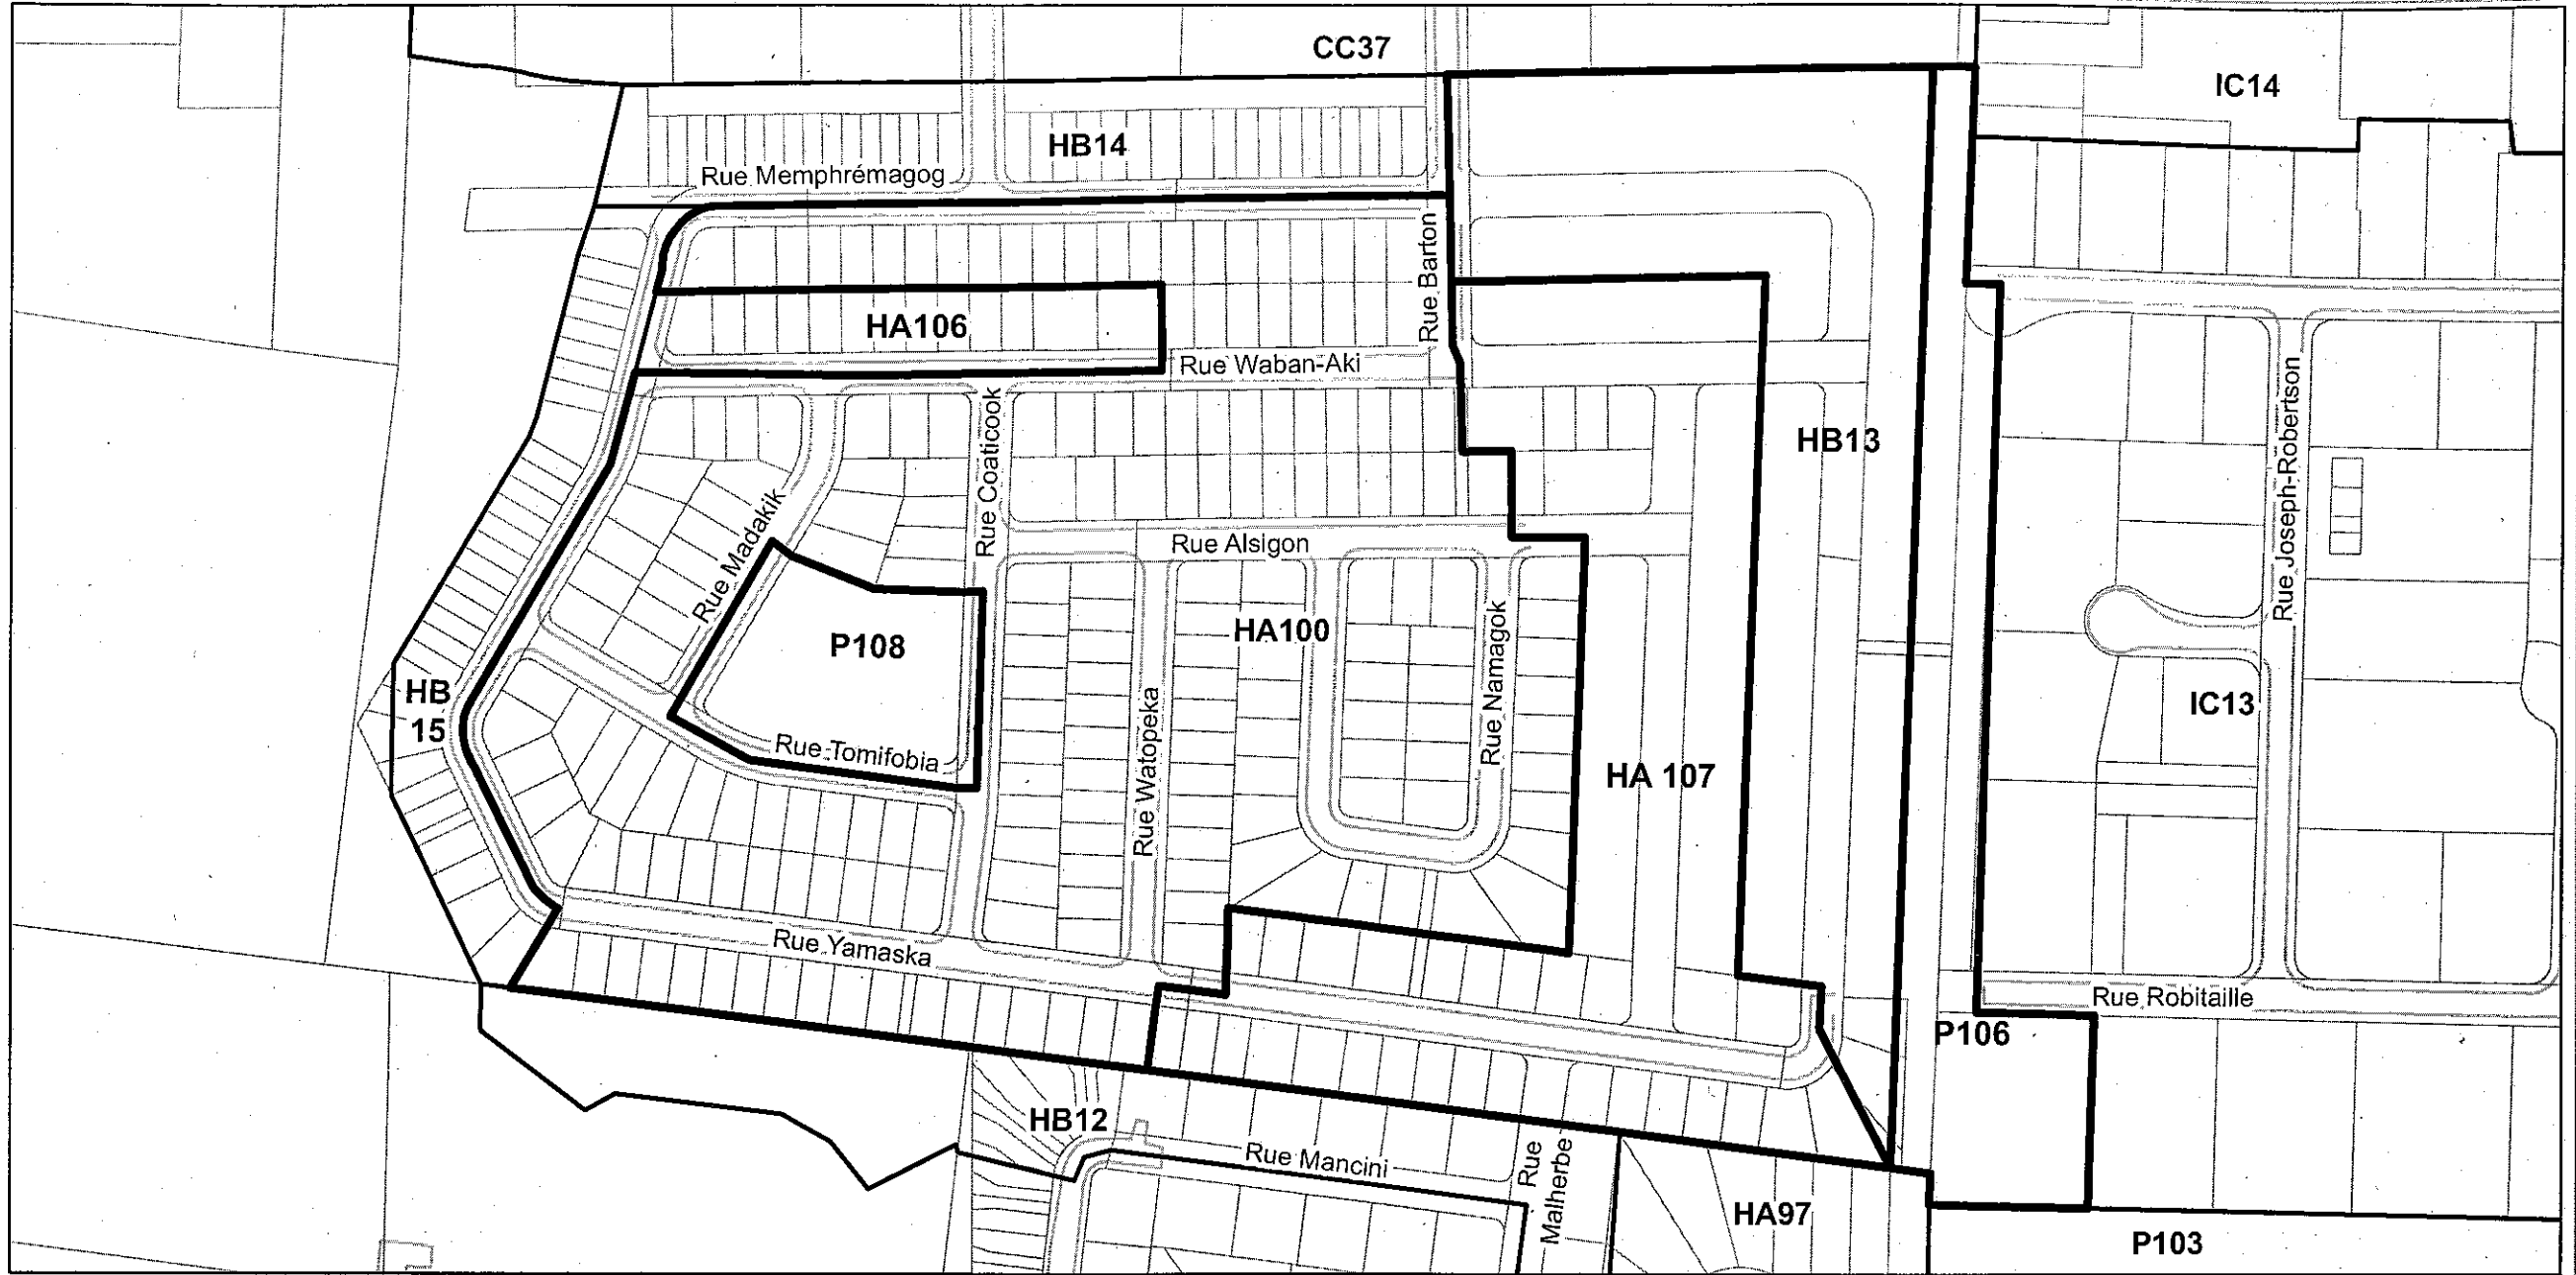 CC37
IC14
HB14
Rue Memphrémagog
Rue Barton
HA106
Rue Waban-Aki
Rue Coaticook
HB13
Rue Joseph-Robertson
Rue Madakik
Rue Alsigon
P108
HA100
Rue Namagok
HB
15
Rue Watopeka
IC13
Rue Tomifobia
HA 107
Rue Yamaska
Rue Robitaille
P106
HB12
Rue Mancini
Rue
Malherbe
HA97
P103